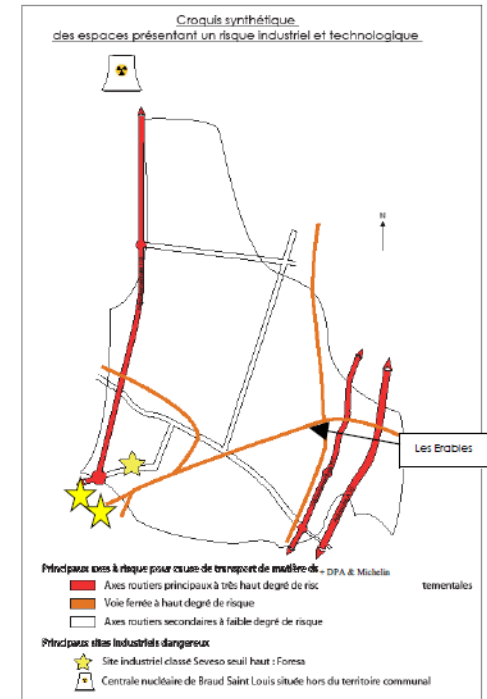 Croquis synthétique
des espaces présentant un risque industriel et technologique
N
Les Erables
Principaux axes à risque pour cause de transport de matière + DPA & Michelin
Axes routiers principaux à très haut degré de tementales
Voie ferrée à haut degré de risque
Axes routiers secondaires à faible degré de risque
Principaux sites industriels dangereux
Site industriel classé Seveso seuil haut : Foresa
Centrale nucléaire de Braud Saint Louis située hors du territoire communal